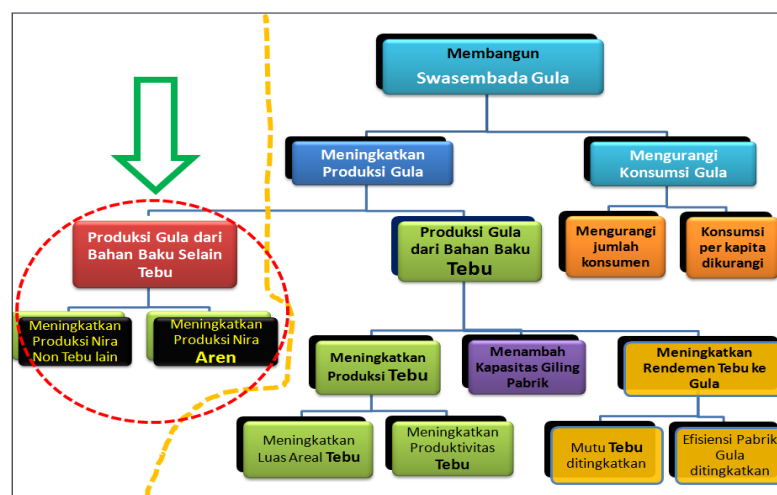 Membangun
Swasembada Gula
Meningkatkan
Produksi Gula
Mengurangi
Konsumsi Gula
Produksi Gula dari
Bahan Baku Selain
Tebu
Produksi Gula
dari Bahan Baku
Tebu
Mengurangi
jumlah
konsumen
Konsumsi
per kapita
dikurangi
Meningkatkan
Produksi Nira
Non Tebu lain
Meningkatkan
Produksi Nira
Aren
Meningkatkan
Produksi Tebu
Menambah
Kapasitas Giling
Pabrik
Meningkatkan
Rendemen Tebu ke
Gula
Meningkatkan
Luas Areal Tebu
Meningkatkan
Produktivitas
Tebu
Mutu Tebu
ditingkatkan
Efisiensi Pabrik
Gula
ditingkatkan